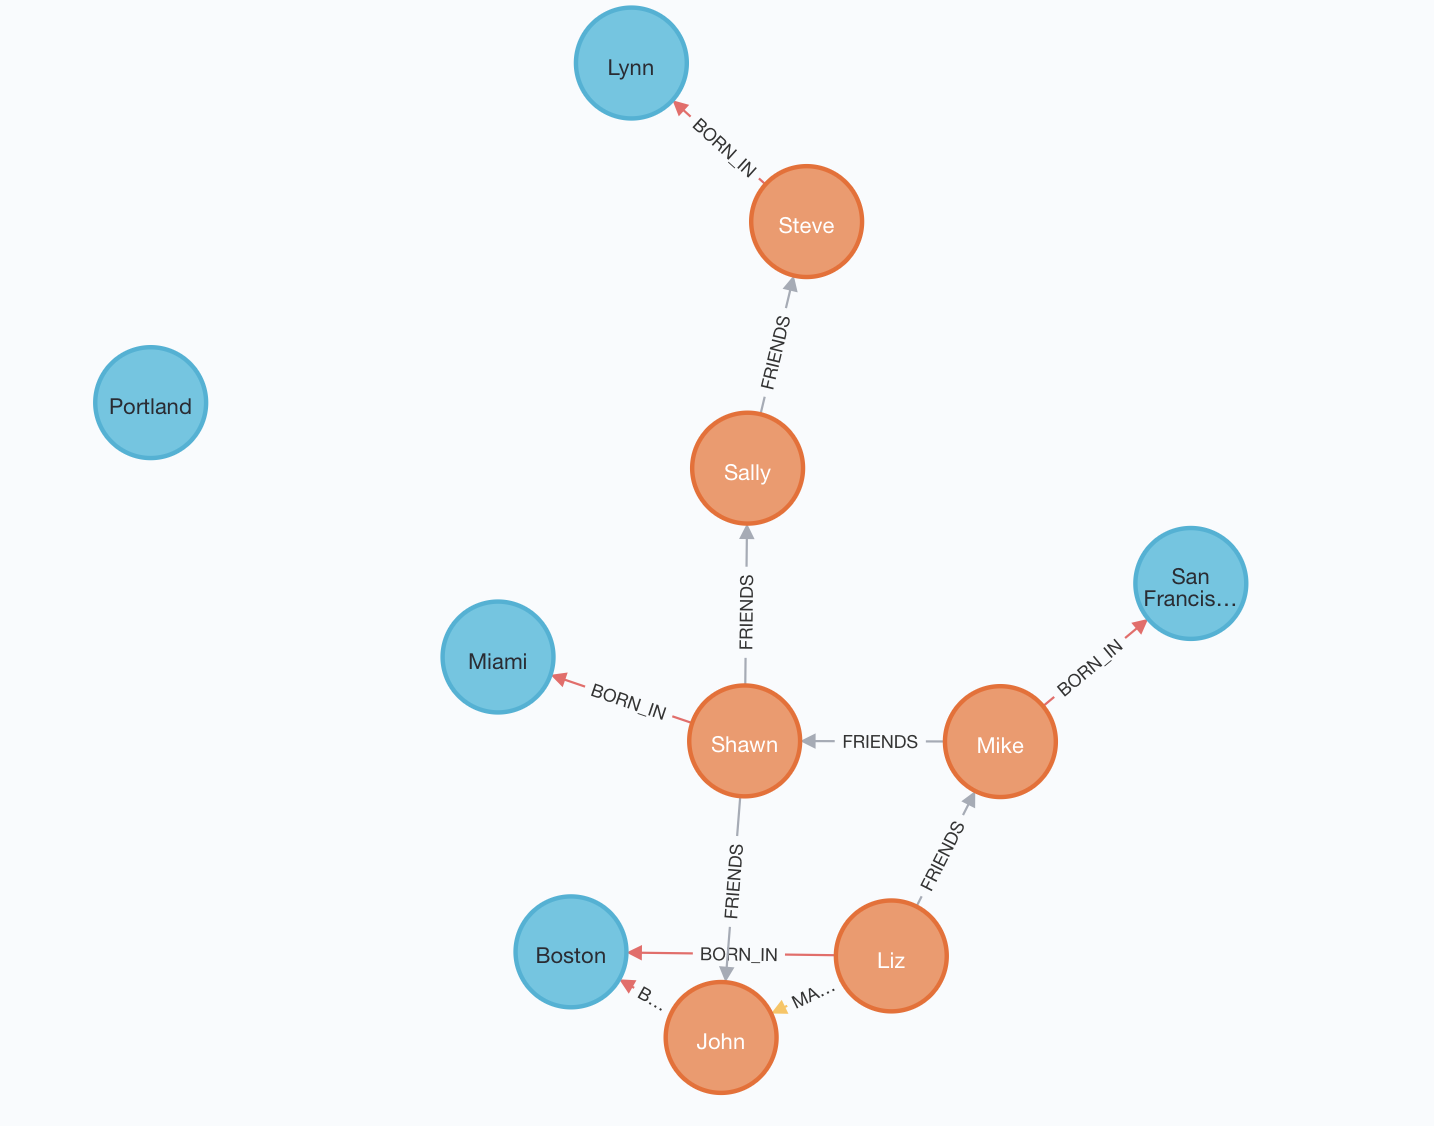 Lynn
BORN_IN
Steve
FRIENDS
Portland
Sally
San
Francis...
FRIENDS
Miami
BORN_IN
BORN_IN
Shawn
FRIENDS
Mike
FRIENDS
FRIENDS
Boston
BORN_IN
Liz
B...
MA...
John